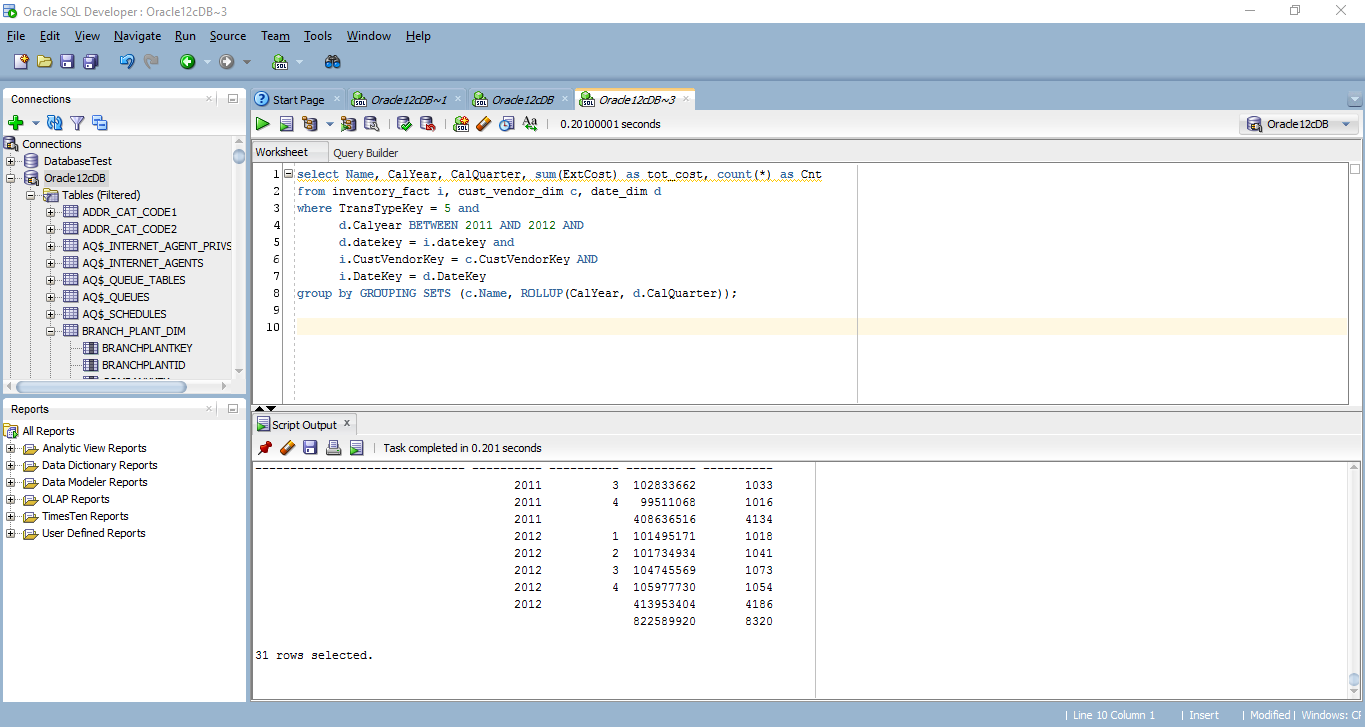 Oracle SQL Developer : Oracle12cDB~3
File Edit View Navigate Run Source Team Tools Window Help
SQL
Connections
Start Page
Oracle12cDB~1
Oracle12cDB
Oracle12cDB~3
0.20100001 seconds
Oracle12cDB
Connections
DatabaseTest
Oracle12cDB
Tables (Filtered)
ADDR_CAT_CODE1
ADDR_CAT_CODE2
AQ$_INTERNET_AGENT_PRIVS
AQ$_INTERNET_AGENTS
AQ$_QUEUE_TABLES
AQ$_QUEUES
AQ$_SCHEDULES
BRANCH_PLANT_DIM
BRANCHPLANTKEY
BRANCHPLANTID
Worksheet Query Builder
1 select Name, CalYear, CalQuarter, sum(ExtCost) as tot_cost, count(*) as Cnt
2 from inventory_fact i, cust_vendor_dim c, date_dim d
3 where TransTypeKey = 5 and
4 d.Calyear BETWEEN 2011 AND 2012 AND
5 d.datekey = i.datekey and
6 i.CustVendorKey = c.CustVendorKey AND
7 i.DateKey = d.DateKey
8 group by GROUPING SETS (c.Name, ROLLUP(CalYear, d.CalQuarter));
9
10
Reports
All Reports
Analytic View Reports
Data Dictionary Reports
Data Modeler Reports
OLAP Reports
TimesTen Reports
User Defined Reports
Script Output
Task completed in 0.201 seconds
------------------------------ ---------- ---------- ---------- ----------
2011 3 102833662 1033
2011 4 99511068 1016
2011 408636516 4134
2012 1 101495171 1018
2012 2 101734934 1041
2012 3 104745569 1073
2012 4 105977730 1054
2012 413953404 4186
822589920 8320
31 rows selected.
Line 10 Column 1 | Insert | Modified | Windows: